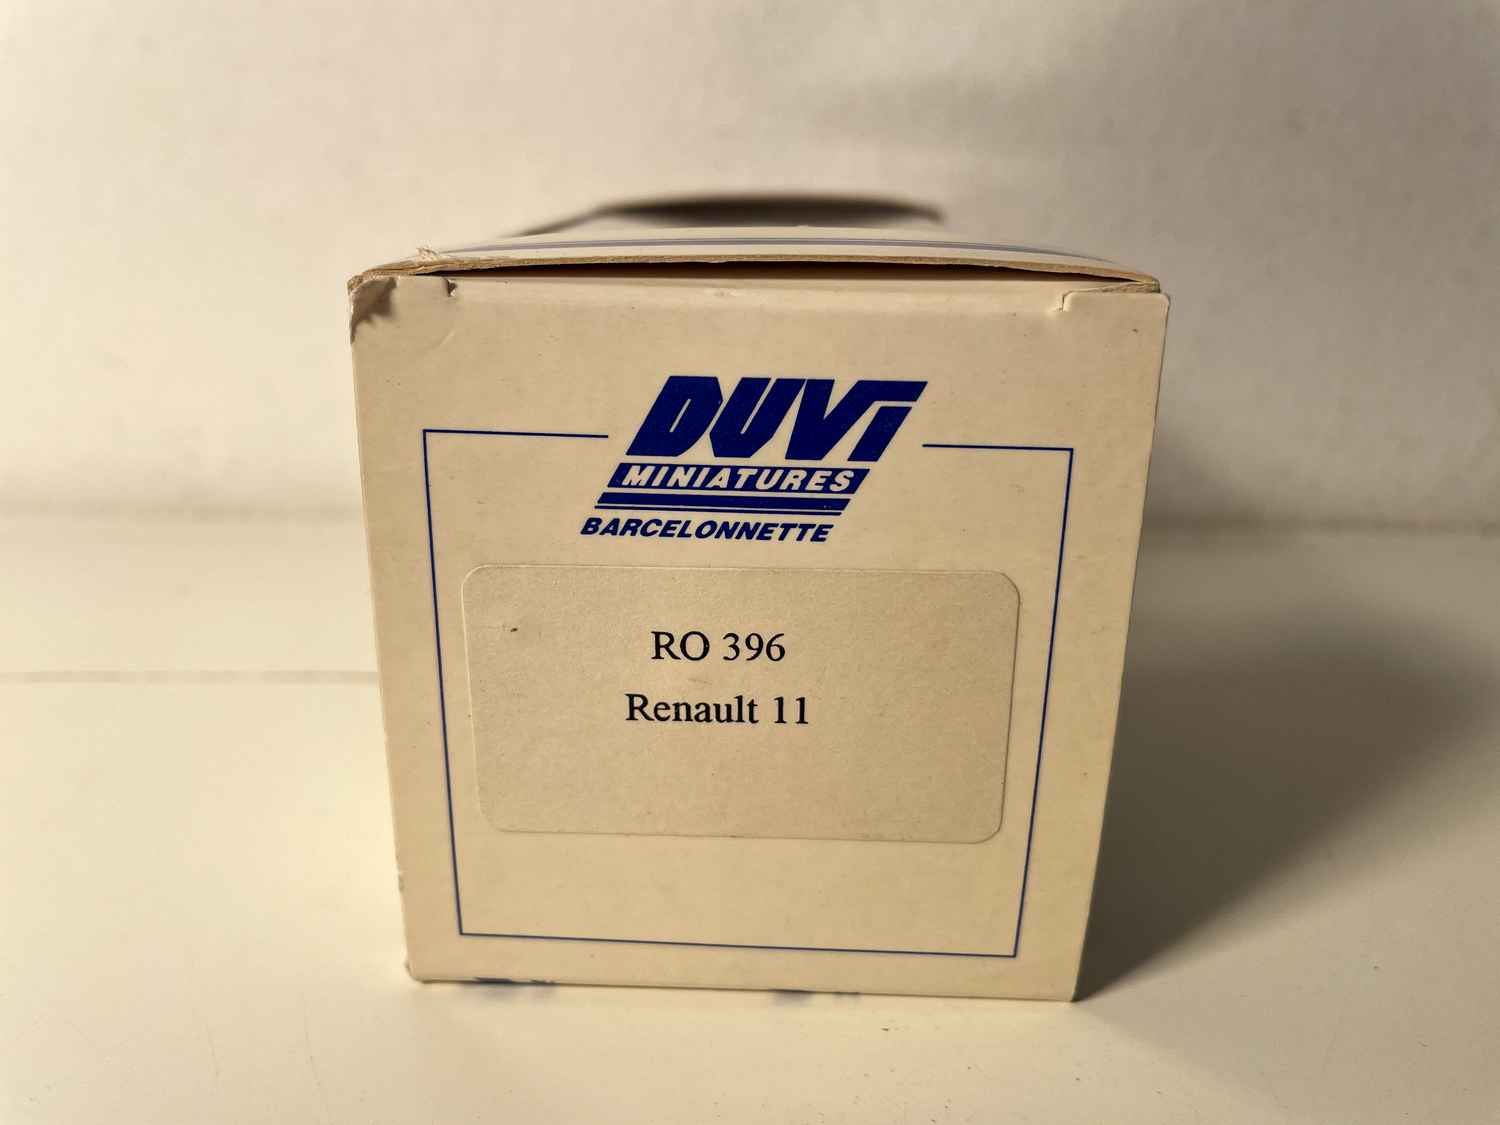 DUVi
MINIATURES
BARCELONNETTE
RO 396
Renault 11